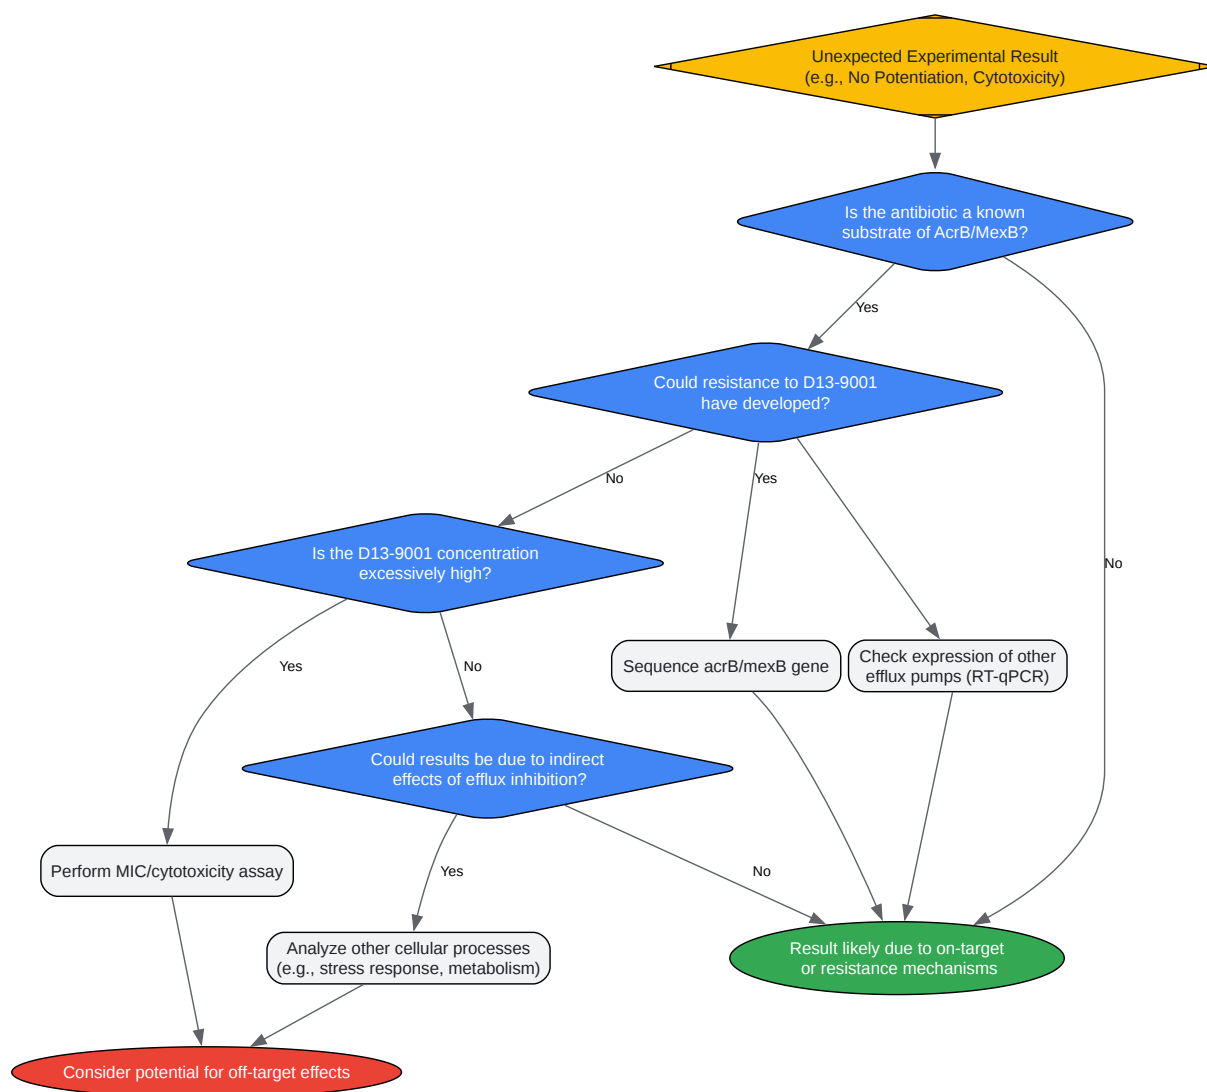 Unexpected Experimental Result
(e.g., No Potentiation, Cytotoxicity)
Is the antibiotic a known
substrate of AcrB/MexB?
Yes
Could resistance to D13-9001
have developed?
No
Yes
No
Is the D13-9001 concentration
excessively high?
Sequence acrB/mexB gene
Check expression of other
efflux pumps (RT-qPCR)
Yes
No
Could results be due to indirect
effects of efflux inhibition?
Perform MIC/cytotoxicity assay
Yes
No
Analyze other cellular processes
(e.g., stress response, metabolism)
Result likely due to on-target
or resistance mechanisms
Consider potential for off-target effects